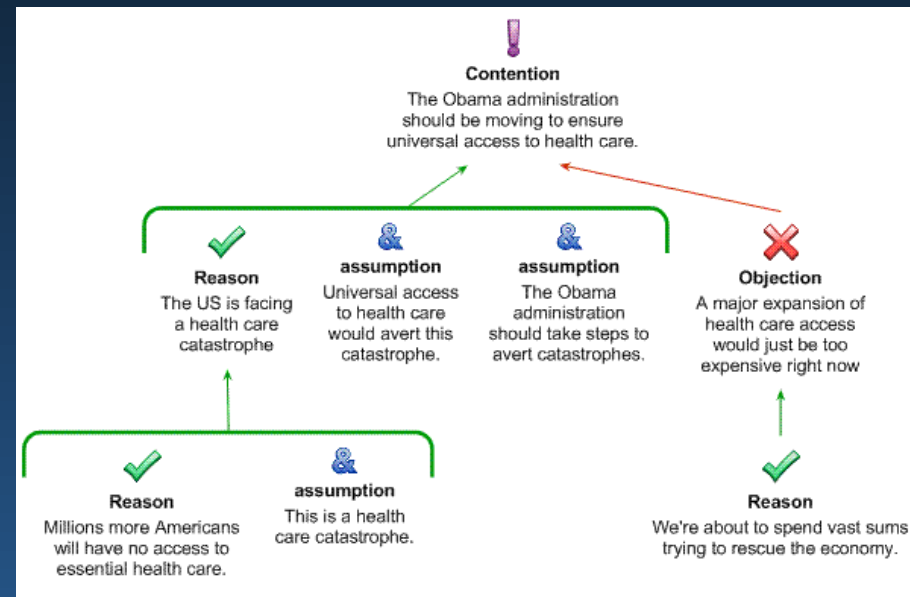 Contention
The Obama administration
should be moving to ensure
universal access to health care.
&
&
Reason
The US is facing
a health care
catastrophe
assumption
Universal access
to health care
would avert this
catastrophe.
assumption
The Obama
administration
should take steps to
avert catastrophes.
Objection
A major expansion of
health care access
would just be too
expensive right now
&
Reason
Millions more Americans
will have no access to
essential health care.
assumption
This is a health
care catastrophe.
Reason
We're about to spend vast sums
trying to rescue the economy.